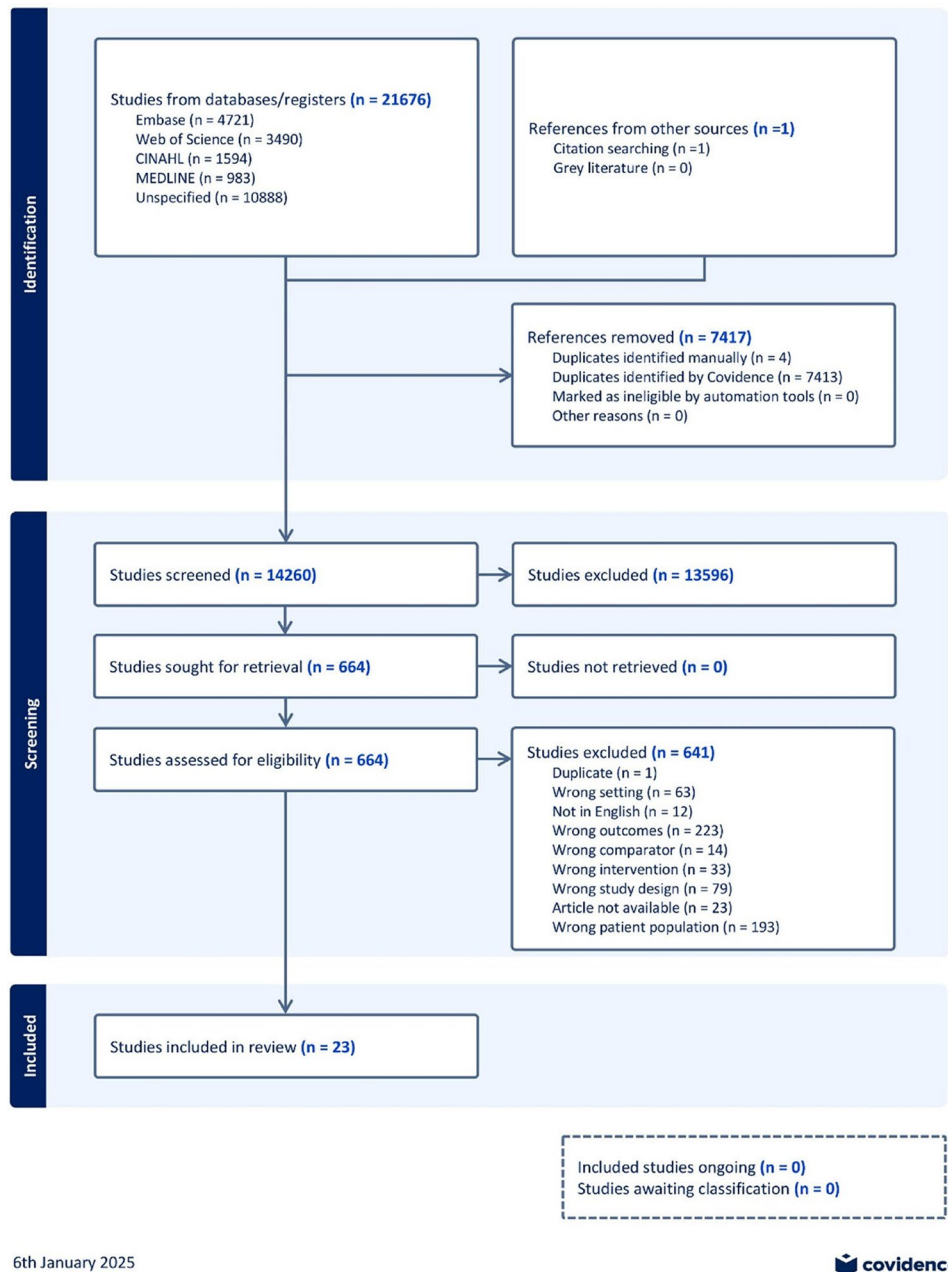 Identification
Studies from databases/registers (n = 21676)
Embase (n = 4721)
Web of Science (n = 3490)
CINAHL (n = 1594)
MEDLINE (n = 983)
Unspecified (n = 10888)
References from other sources (n =1)
Citation searching (n =1)
Grey literature (n = 0)
References removed (n = 7417)
Duplicates identified manually (n = 4)
Duplicates identified by Covidence (n = 7413)
Marked as ineligible by automation tools (n = 0)
Other reasons (n = 0)
Screening
Studies screened (n = 14260)
Studies excluded (n = 13596)
Studies sought for retrieval (n = 664)
Studies not retrieved (n = 0)
Studies assessed for eligibility (n = 664)
Studies excluded (n = 641)
Duplicate (n = 1)
Wrong setting (n = 63)
Not in English (n = 12)
Wrong outcomes (n = 223)
Wrong comparator (n = 14)
Wrong intervention (n = 33)
Wrong study design (n = 79)
Article not available (n = 23)
Wrong patient population (n = 193)
Included
Studies included in review (n = 23)
Included studies ongoing (n = 0)
Studies awaiting classification (n = 0)
6th January 2025
covidenc